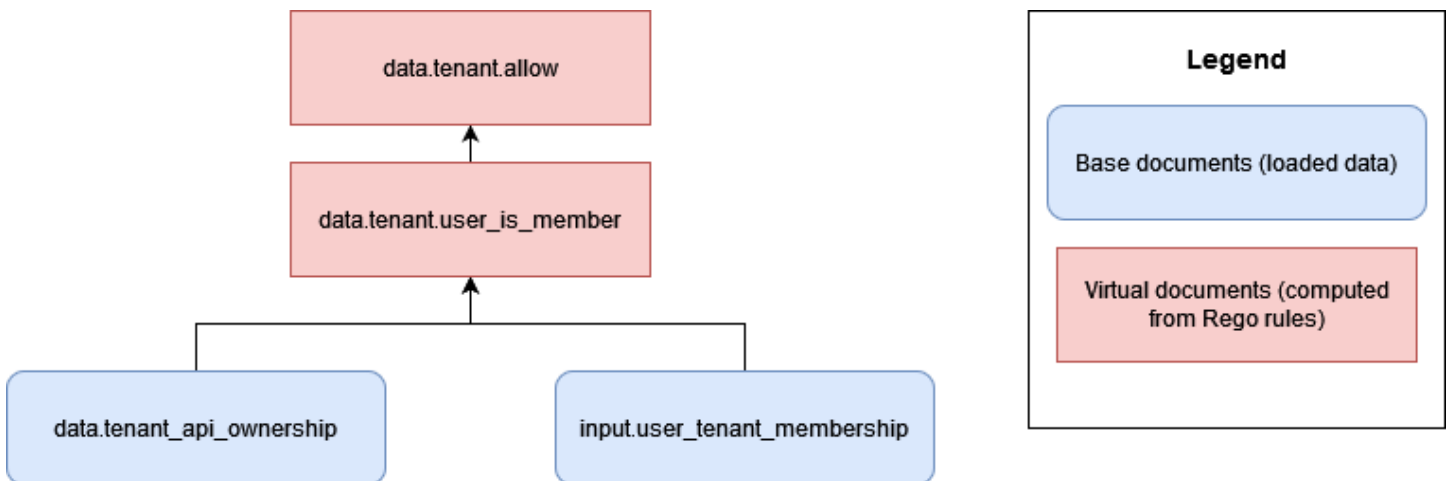 data.tenant.allow
data.tenant.user_is_member
data.tenant_api_ownership
input.user_tenant_membership
Legend
Base documents (loaded data)
Virtual documents (computed
from Rego rules)